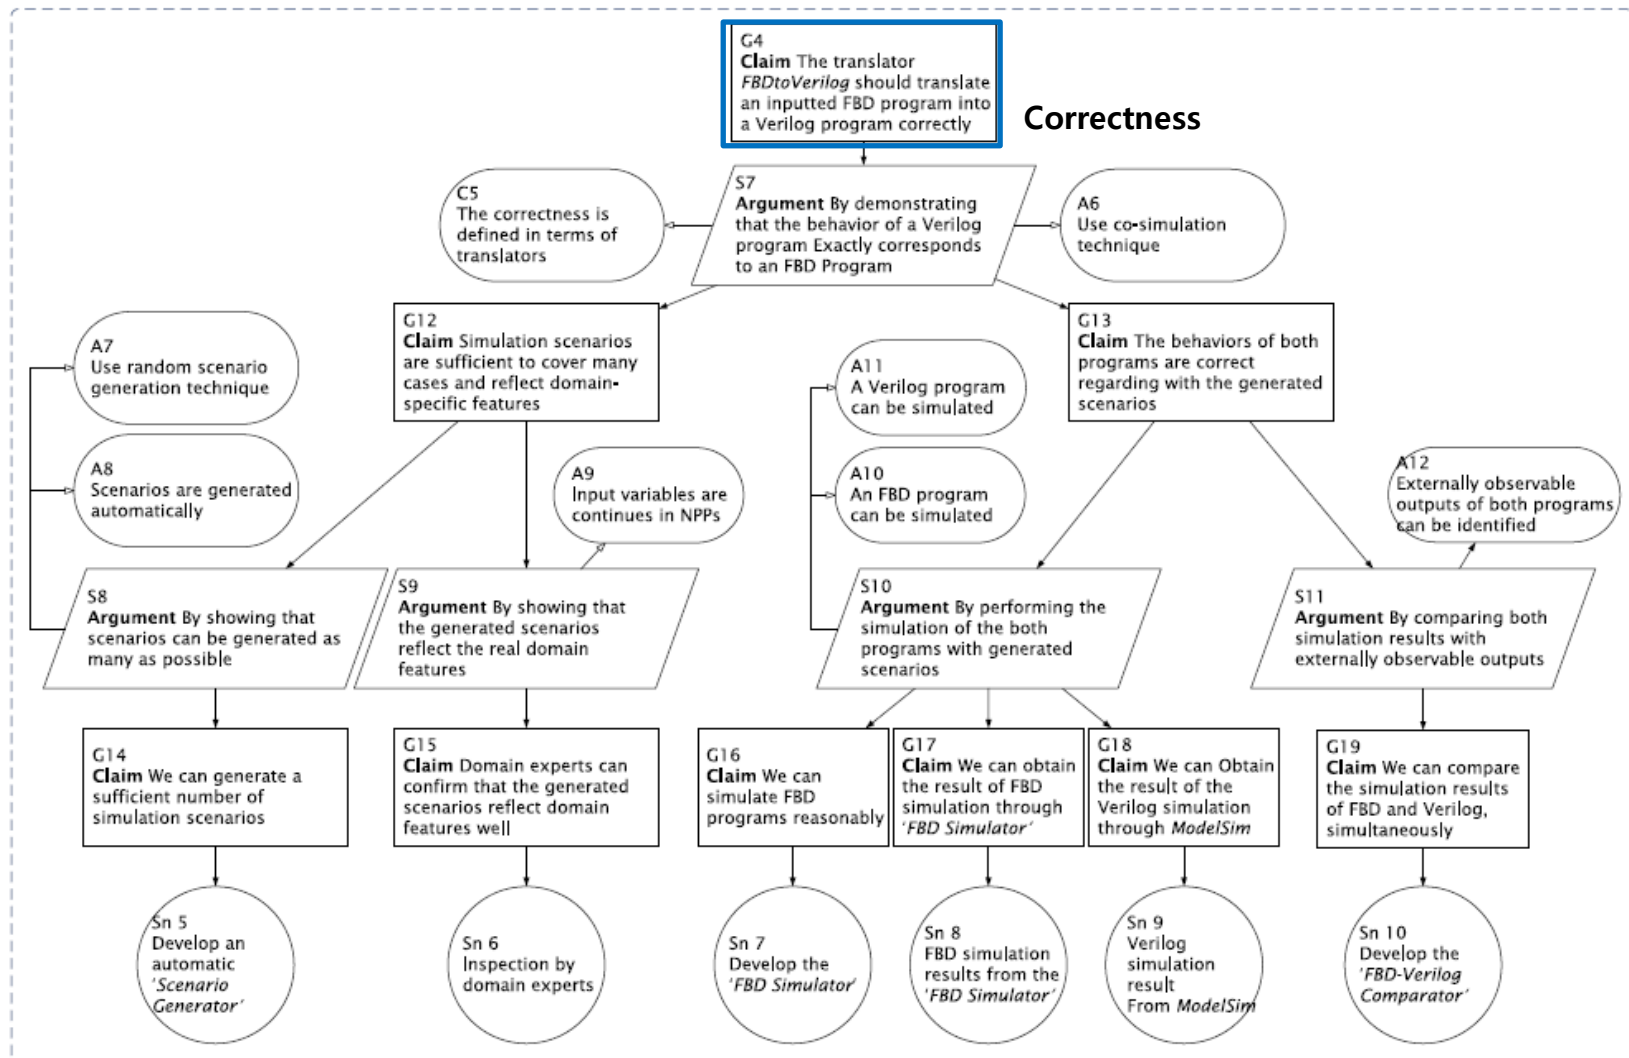 G4
Claim The translator
FBDtoVerilog should translate
an inputted FBD program into
a Verilog program correctly
Correctness
C5
The correctness is
defined in terms of
translators
S7
Argument By demonstrating
that the behavior of a Verilog
program Exactly corresponds
to an FBD Program
A6
Use co-simulation
technique
A7
Use random scenario
generation technique
G12
Claim Simulation scenarios
are sufficient to cover many
cases and reflect domain-
specific features
A11
A Verilog program
can be simulated
G13
Claim The behaviors of both
programs are correct
regarding with the generated
scenarios
A8
Scenarios are generated
automatically
A9
Input variables are
continues in NPPs
A10
An FBD program
can be simulated
A12
Externally observable
outputs of both programs
can be identified
S8
Argument By showing that
scenarios can be generated as
many as possible
S9
Argument By showing that
the generated scenarios
reflect the real domain
features
S10
Argument By performing the
simulation of the both
programs with generated
scenarios
S11
Argument By comparing both
simulation results with
externally observable outputs
G14
Claim We can generate a
sufficient number of
simulation scenarios
G15
Claim Domain experts can
confirm that the generated
scenarios reflect domain
features well
G16
Claim We can
simulate FBD
programs reasonably
G17
Claim We can obtain
the result of FBD
simulation through
'FBD Simulator'
G18
Claim We can Obtain
the result of the
Verilog simulation
through ModelSim
G19
Claim We can compare
the simulation results
of FBD and Verilog,
simultaneously
Sn 5
Develop an
automatic
'Scenario
Generator'
Sn 6
Inspection by
domain experts
Sn 7
Develop the
'FBD Simulator'
Sn 8
FBD simulation
results from the
'FBD Simulator'
Sn 9
Verilog
simulation
result
From ModelSim
Sn 10
Develop the
'FBD-Verilog
Comparator'